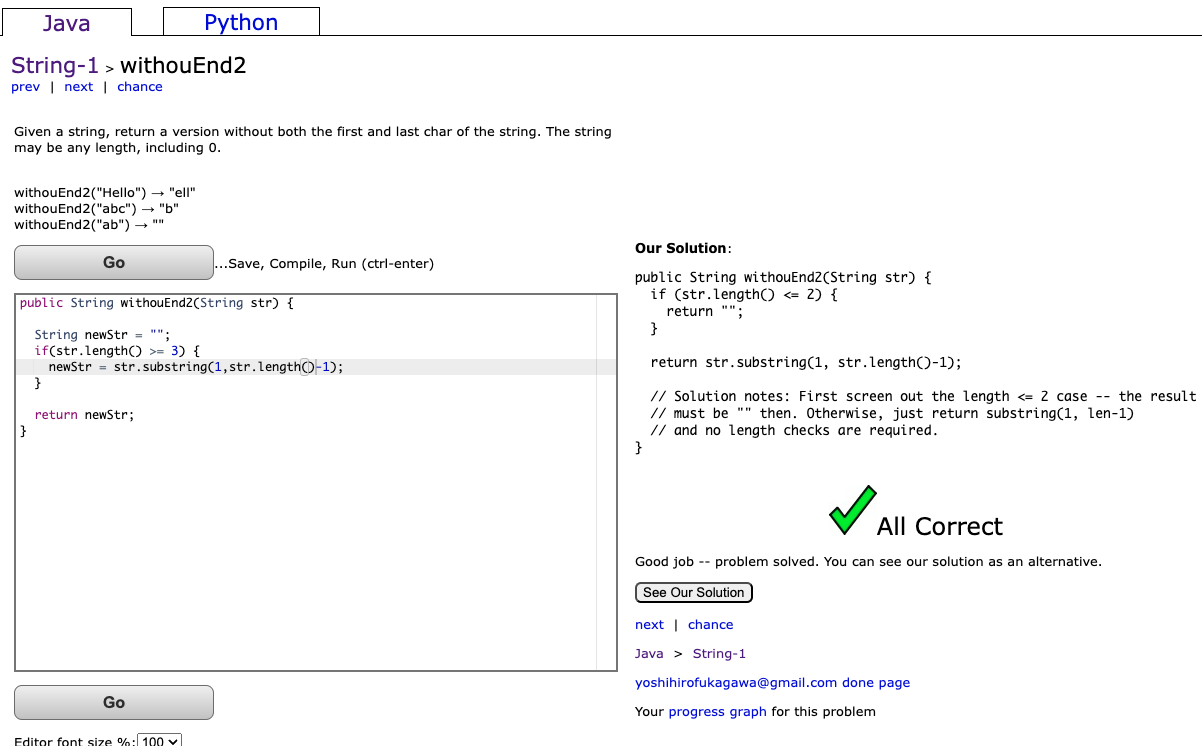 Java
Python
String-1 > withouEnd2
prev | next | chance
Given a string, return a version without both the first and last char of the string. The string
may be any length, including 0.
withouEnd2("Hello") → "ell"
withouEnd2("abc") → "b"
withouEnd2("ab") → ""
Go
...Save, Compile, Run (ctrl-enter)
public String withouEnd2(String str) {
String newStr = "";
if(str.length() >= 3) {
newStr = str.substring(1,str.length()-1);
}
return newStr;
}
Go
Editor font size %: 100
Our Solution:
public String withouEnd2(String str) {
if (str.length() <= 2) {
return "";
}
return str.substring(1, str.length()-1);
// Solution notes: First screen out the length <= 2 case -- the result
// must be "" then. Otherwise, just return substring(1, len-1)
// and no length checks are required.
}
All Correct
Good job -- problem solved. You can see our solution as an alternative.
See Our Solution
next | chance
Java > String-1
yoshihirofukagawa@gmail.com done page
Your progress graph for this problem